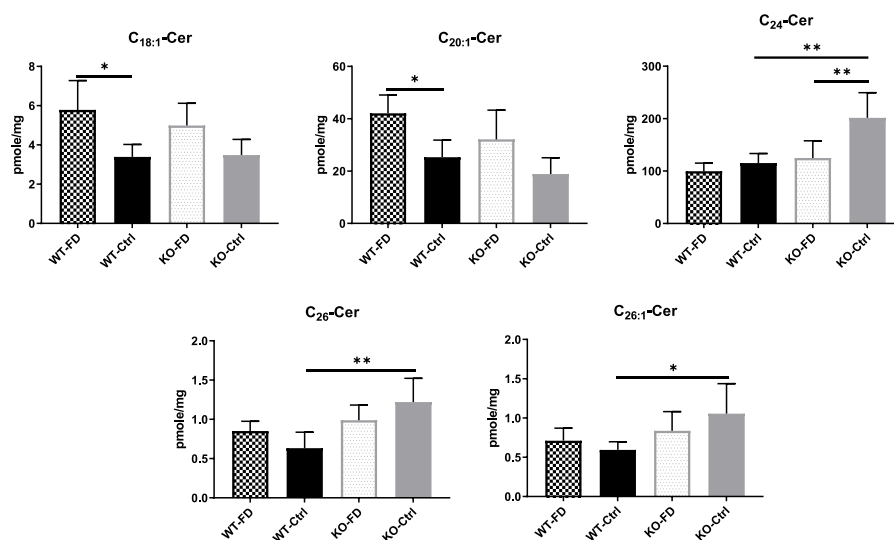 C18:1-Cer
*
pmole/mg
8
6
4
2
0
WT-FD
WT-Ctrl
KO-FD
KO-Ctrl
C20:1-Cer
*
pmole/mg
60
40
20
0
WT-FD
WT-Ctrl
KO-FD
KO-Ctrl
C24-Cer
**
**
pmole/mg
300
200
100
0
WT-FD
WT-Ctrl
KO-FD
KO-Ctrl
C26-Cer
**
pmole/mg
2.0
1.5
1.0
0.5
0.0
WT-FD
WT-Ctrl
KO-FD
KO-Ctrl
C26:1-Cer
*
pmole/mg
2.0
1.5
1.0
0.5
0.0
WT-FD
WT-Ctrl
KO-FD
KO-Ctrl